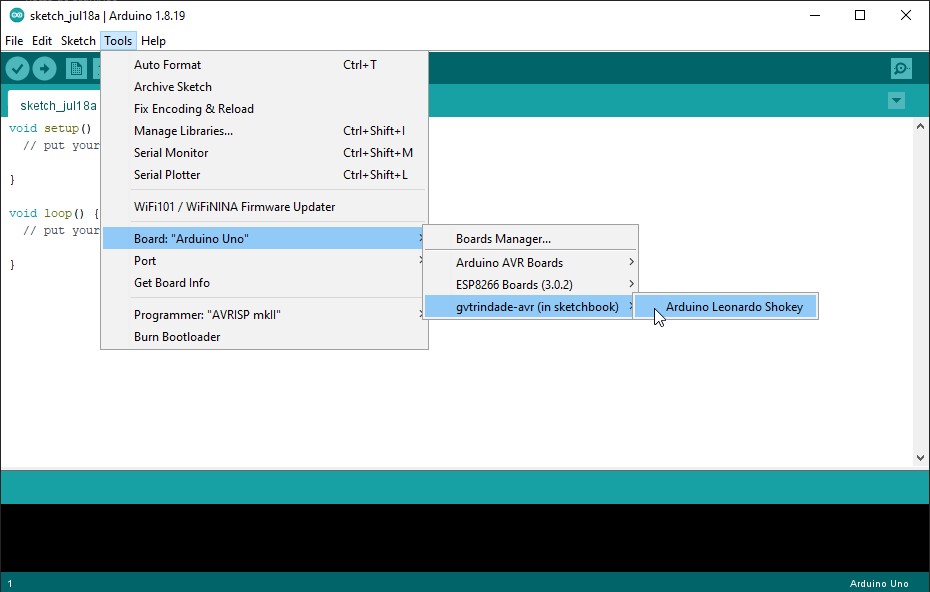 sketch_jul18a | Arduino 1.8.19
File Edit Sketch Tools Help
sketch_jul18a
void setup()
// put your
}
void loop() {
// put your
}
Auto Format Ctrl+T
Archive Sketch
Fix Encoding & Reload
Manage Libraries... Ctrl+Shift+I
Serial Monitor Ctrl+Shift+M
Serial Plotter Ctrl+Shift+L
WiFi101 / WiFiNINA Firmware Updater
Board: "Arduino Uno"
Port
Get Board Info
Programmer: "AVRISP mkII"
Burn Bootloader
Boards Manager...
Arduino AVR Boards
ESP8266 Boards (3.0.2)
gvtrindade-avr (in sketchbook)
Arduino Leonardo Shokey
1 Arduino Uno